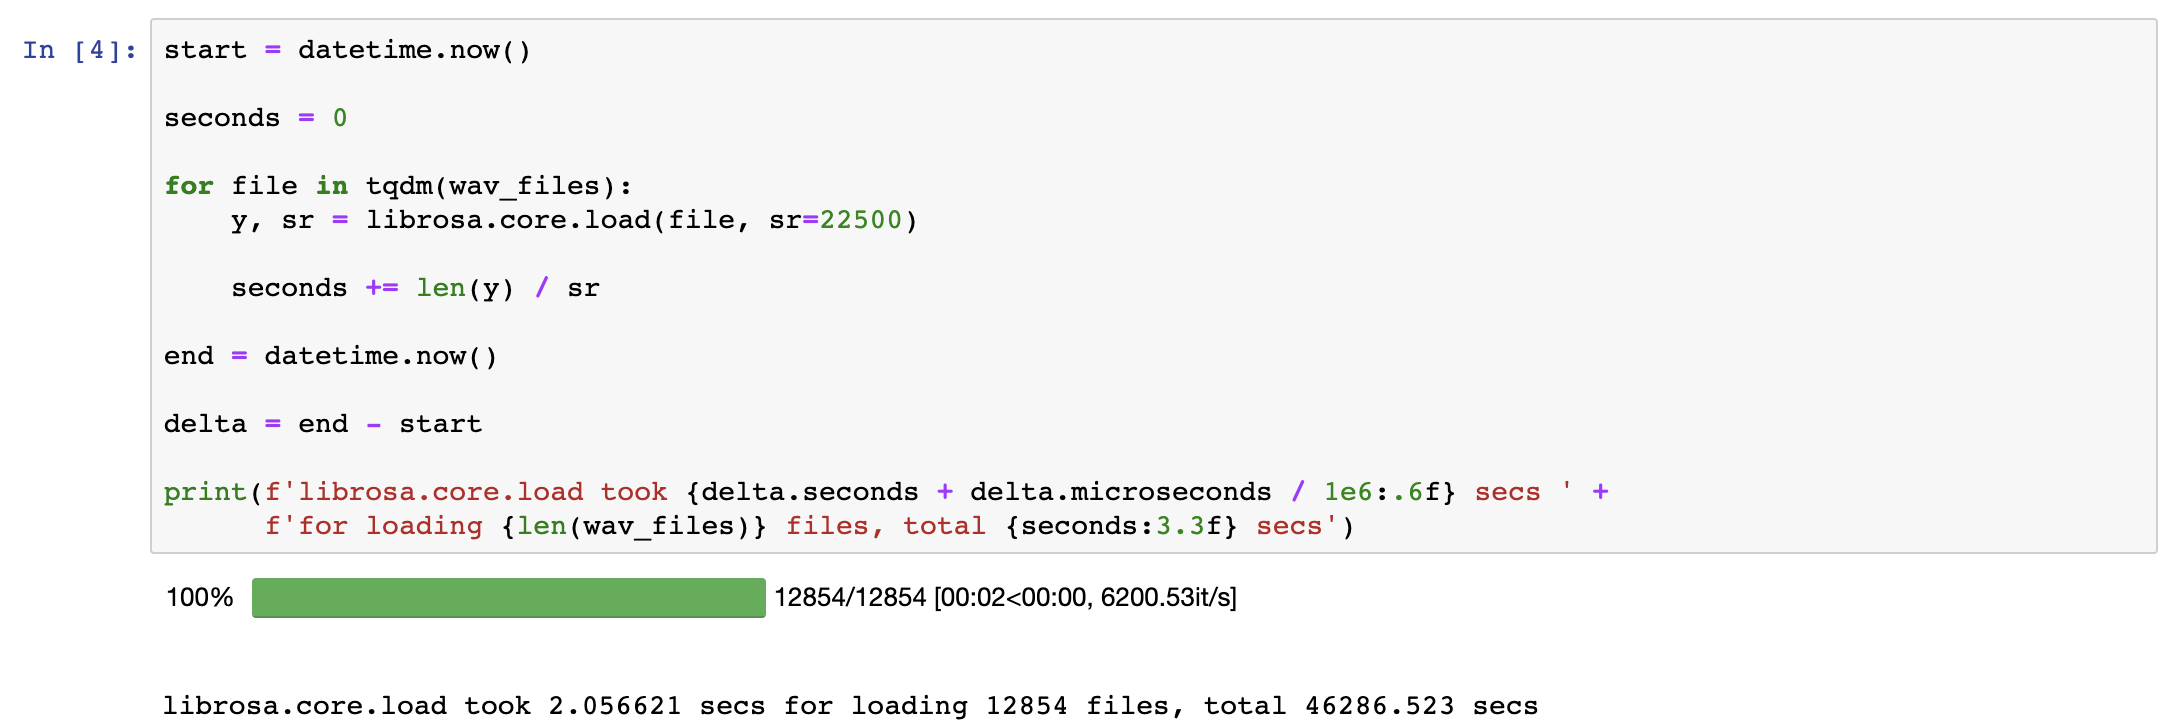 In [4]: start = datetime.now()
seconds = 0
for file in tqdm(wav_files):
    y, sr = librosa.core.load(file, sr=22500)
    seconds += len(y) / sr
end = datetime.now()
delta = end - start
print(f'librosa.core.load took {delta.seconds + delta.microseconds / 1e6:.6f} secs ' +
      f'for loading {len(wav_files)} files, total {seconds:3.3f} secs')
100% 12854/12854 [00:02<00:00, 6200.53it/s]
librosa.core.load took 2.056621 secs for loading 12854 files, total 46286.523 secs